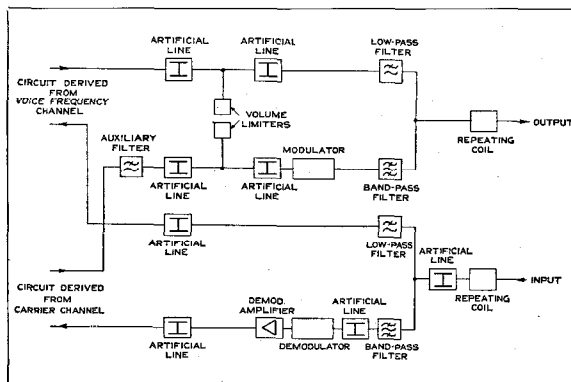 ARTIFICIAL
LINE
ARTIFICIAL
LINE
LOW-PASS
FILTER
CIRCUIT DERIVED
FROM
VOICE FREQUENCY
CHANNEL
VOLUME
LIMITERS
OUTPUT
REPEATING
COIL
AUXILIARY
FILTER
MODULATOR
ARTIFICIAL
LINE
ARTIFICIAL
LINE
BAND-PASS
FILTER
ARTIFICIAL
LINE
LOW-PASS
FILTER
ARTIFICIAL
LINE
INPUT
REPEATING
COIL
CIRCUIT DERIVED
FROM
CARRIER CHANNEL
DEMOD.
AMPLIFIER
ARTIFICIAL
LINE
ARTIFICIAL
LINE
DEMODULATOR
BAND-PASS
FILTER